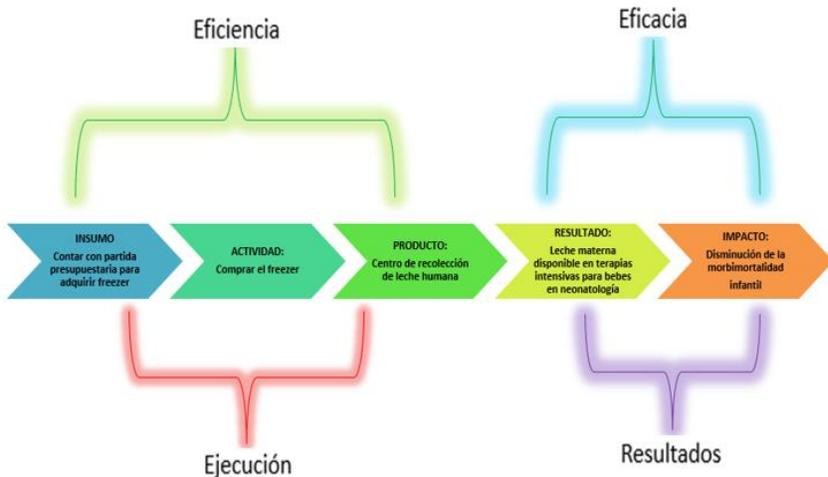 Eficiencia
Eficacia
INSUMO
Contar con partida
presupuestaria para
adquirir freezer
ACTIVIDAD:
Comprar el freezer
PRODUCTO:
Centro de recolección
de leche humana
RESULTADO:
Leche materna
disponible en terapias
intensivas para bebes
en neonatología
IMPACTO:
Disminución de la
morbimortalidad
infantil
Ejecución
Resultados